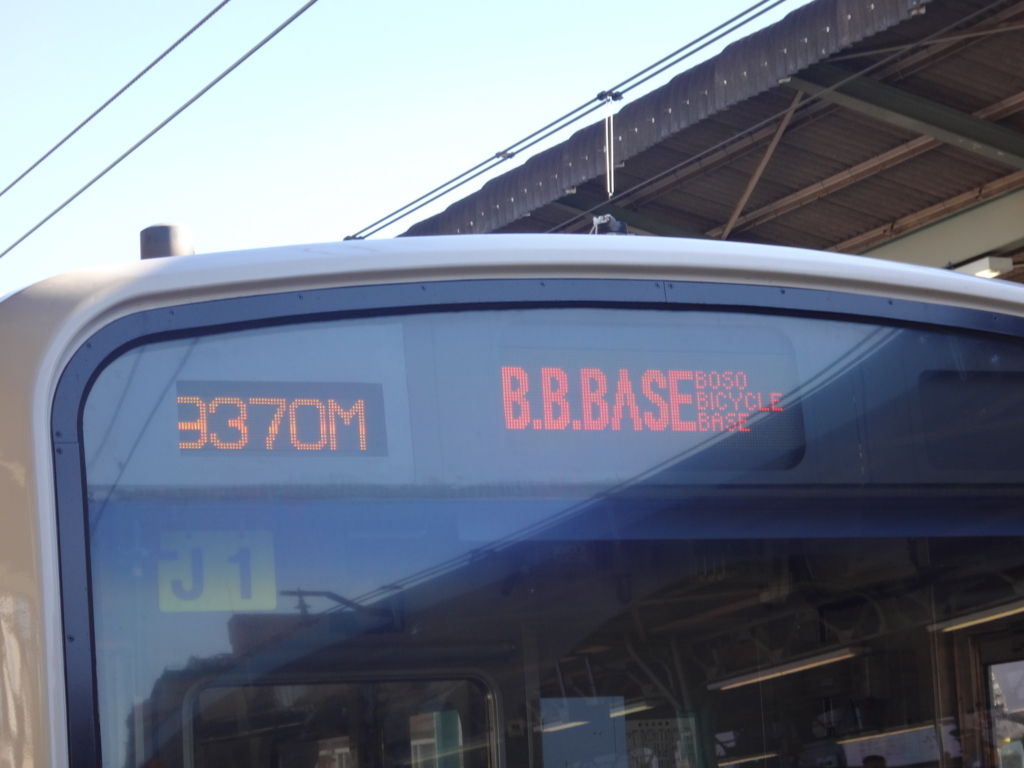 9370M
B.B.BASE
BOSO
BICYCLE
BASE
J1